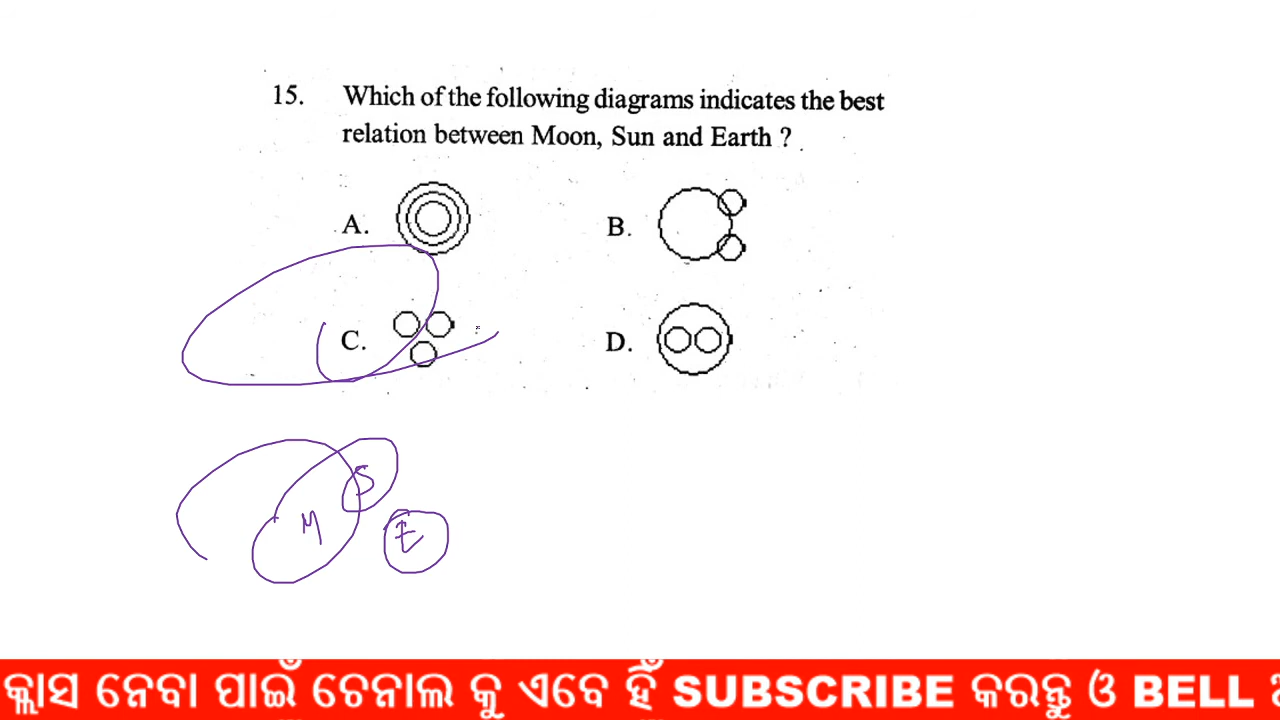 15. Which of the following diagrams indicates the best
relation between Moon, Sun and Earth ?
A.
B.
C.
D.
M
S
E
କ୍ଲାସ ନେବା ପାଇଁ ଚେନାଲ କୁ ଏବେ ହିଁ SUBSCRIBE କରନ୍ତୁ ଓ BELL